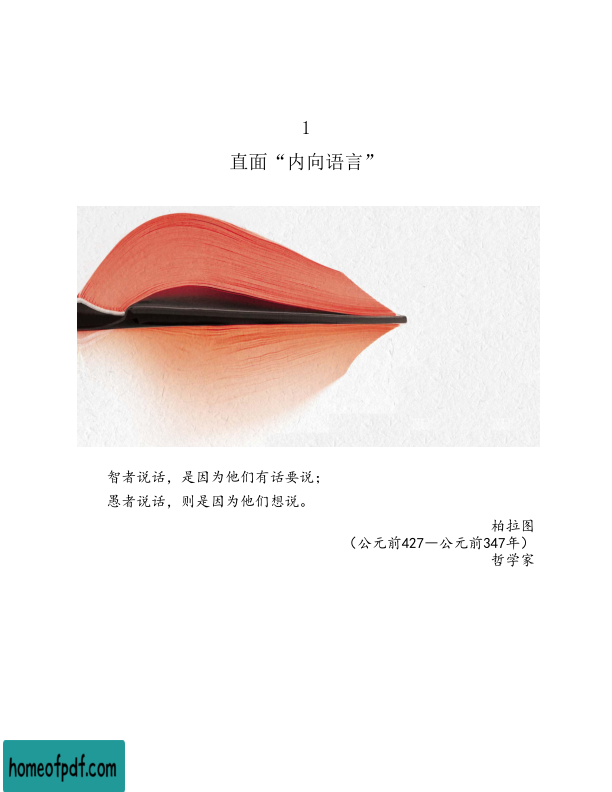 1
直面“内向语言”
智者说话，是因为他们有话要说；
愚者说话，则是因为他们想说。
柏拉图
（公元前427—公元前347年）
哲学家
homeofpdf.com